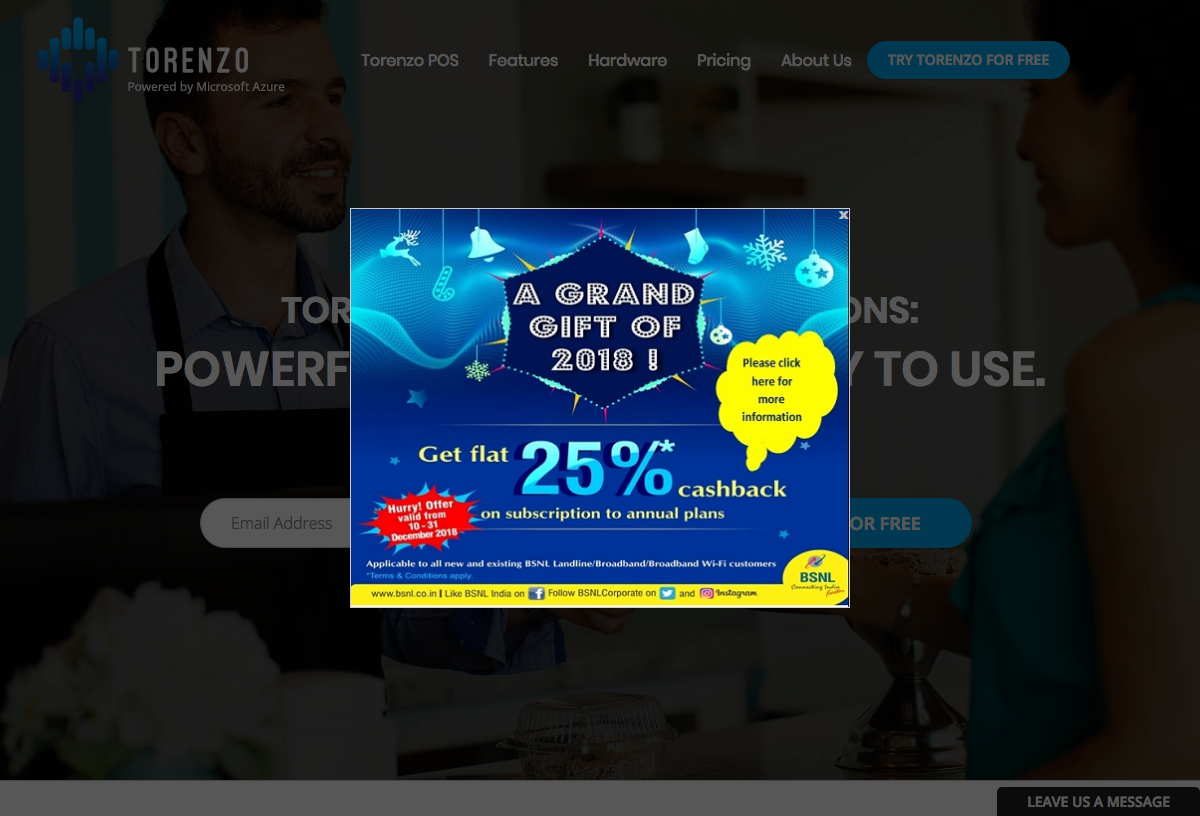 TORENZO
Powered by Microsoft Azure
Torenzo POS
Features
Hardware
Pricing
About Us
TRY TORENZO FOR FREE
x
A GRAND
GIFT OF
2018 !
Please click
here for
more
information
TOR
ONS:
POWERF
Y TO USE.
Get flat 25%* cashback
on subscription to annual plans
Hurry! Offer
valid from
10 - 31
December 2018
Email Address
OR FREE
Applicable to all new and existing BSNL Landline/Broadband/Broadband Wi-Fi customers
*Terms & Conditions apply.
BSNL
Connecting India
faster
www.bsnl.co.in | Like BSNL India on f Follow BSNLCorporate on and Instagram
LEAVE US A MESSAGE